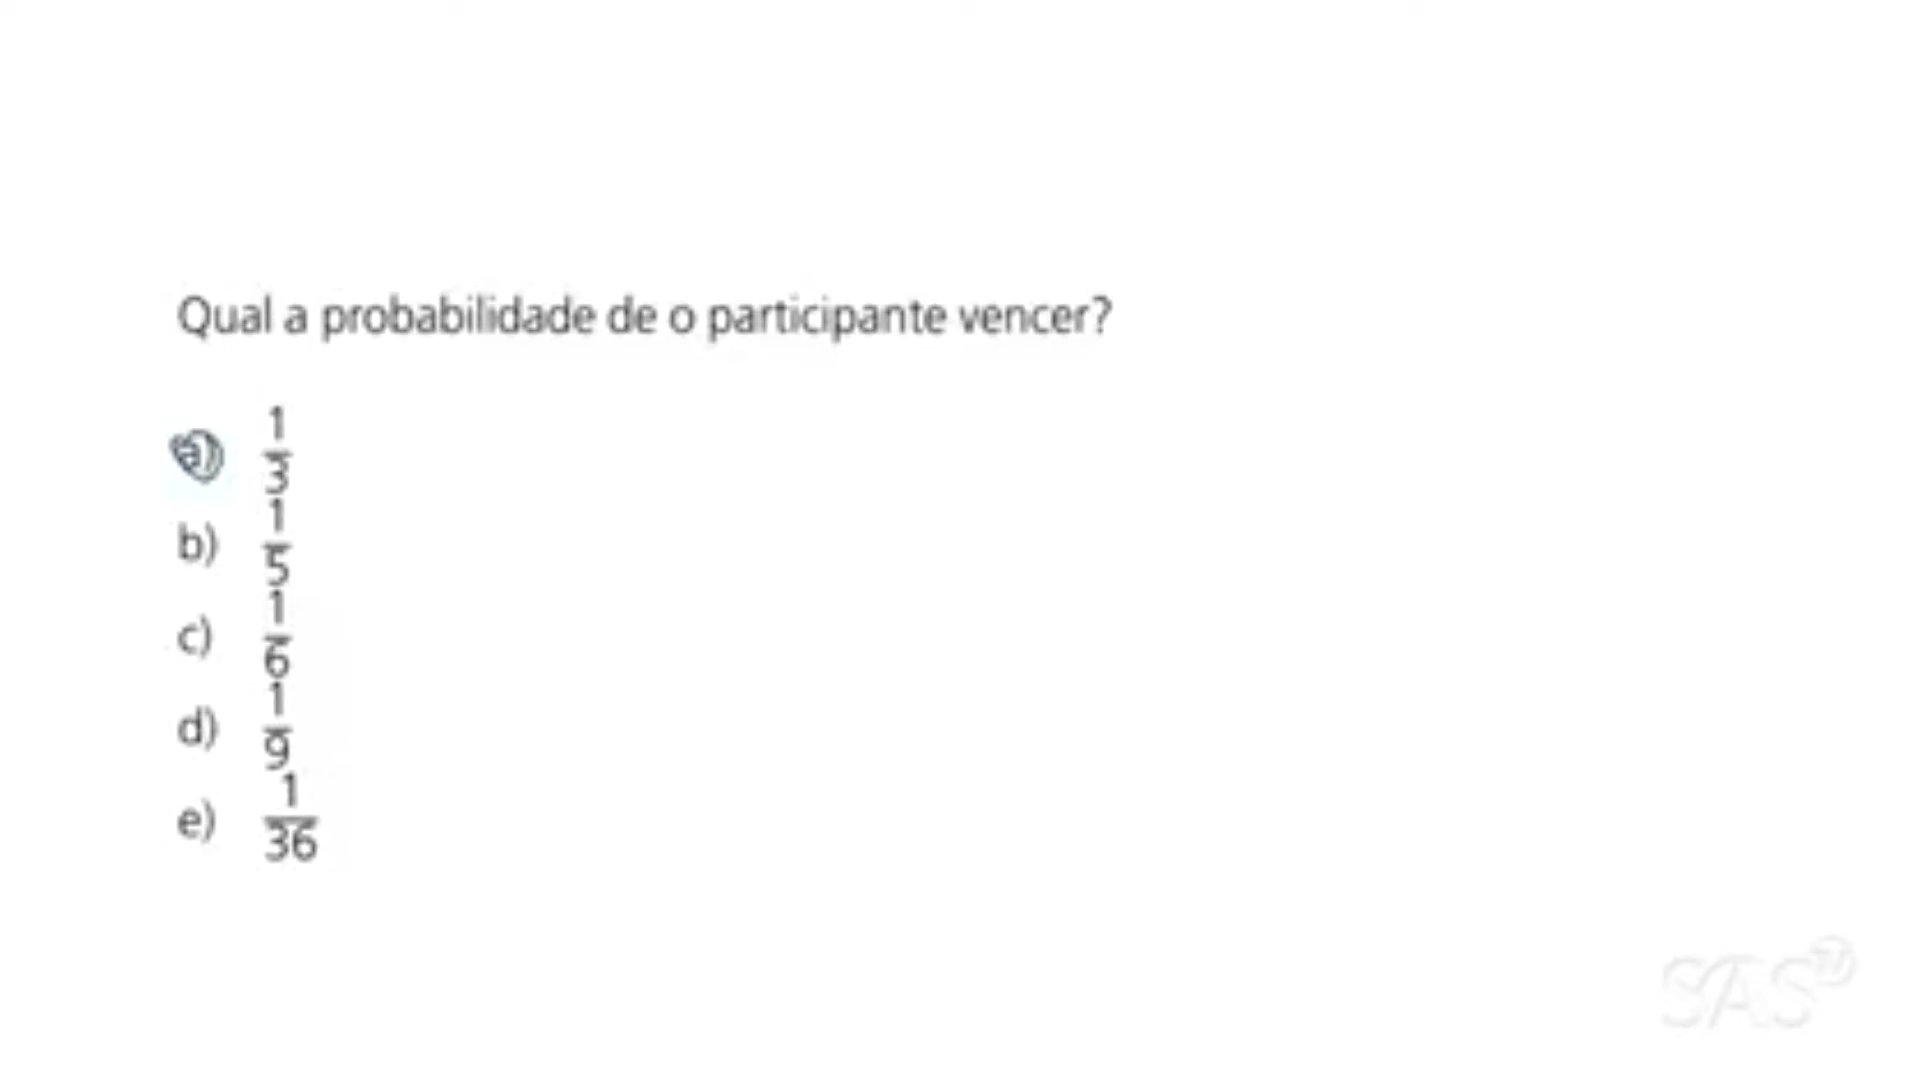 Qual a probabilidade de o participante vencer?
a) 1/3
b) 1/5
c) 1/6
d) 1/9
e) 1/36
SAS